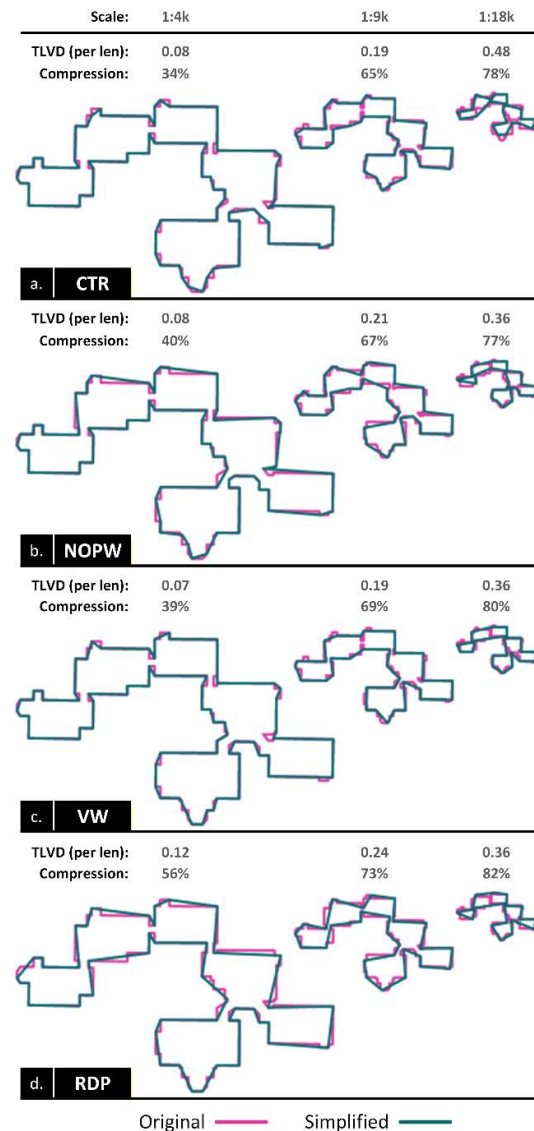 Scale: 1:4k 1:9k 1:18k
TLVD (per len): 0.08 0.19 0.48
Compression: 34% 65% 78%
a. CTR
TLVD (per len): 0.08 0.21 0.36
Compression: 40% 67% 77%
b. NOPW
TLVD (per len): 0.07 0.19 0.36
Compression: 39% 69% 80%
c. VW
TLVD (per len): 0.12 0.24 0.36
Compression: 56% 73% 82%
d. RDP
Original Simplified